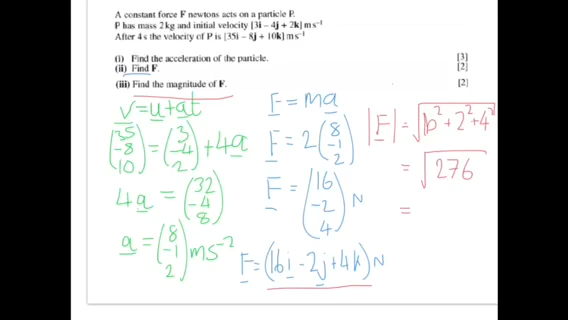 A constant force F newtons acts on a particle P.
P has mass 2 kg and initial velocity [3i – 4j + 2k] m s⁻¹
After 4 s the velocity of P is [35i – 8j + 10k] m s⁻¹
(i) Find the acceleration of the particle. [3]
(ii) Find F. [2]
(iii) Find the magnitude of F. [2]
v = u + at
(35 -8 10) = (3 -4 2) + 4a
4a = (32 -4 8)
a = (8 -1 2) ms⁻²
F = ma
F = 2 (8 -1 2)
F = (16 -2 4) N
F = (16i - 2j + 4k) N
|F| = √16² + 2² + 4²
= √276
=